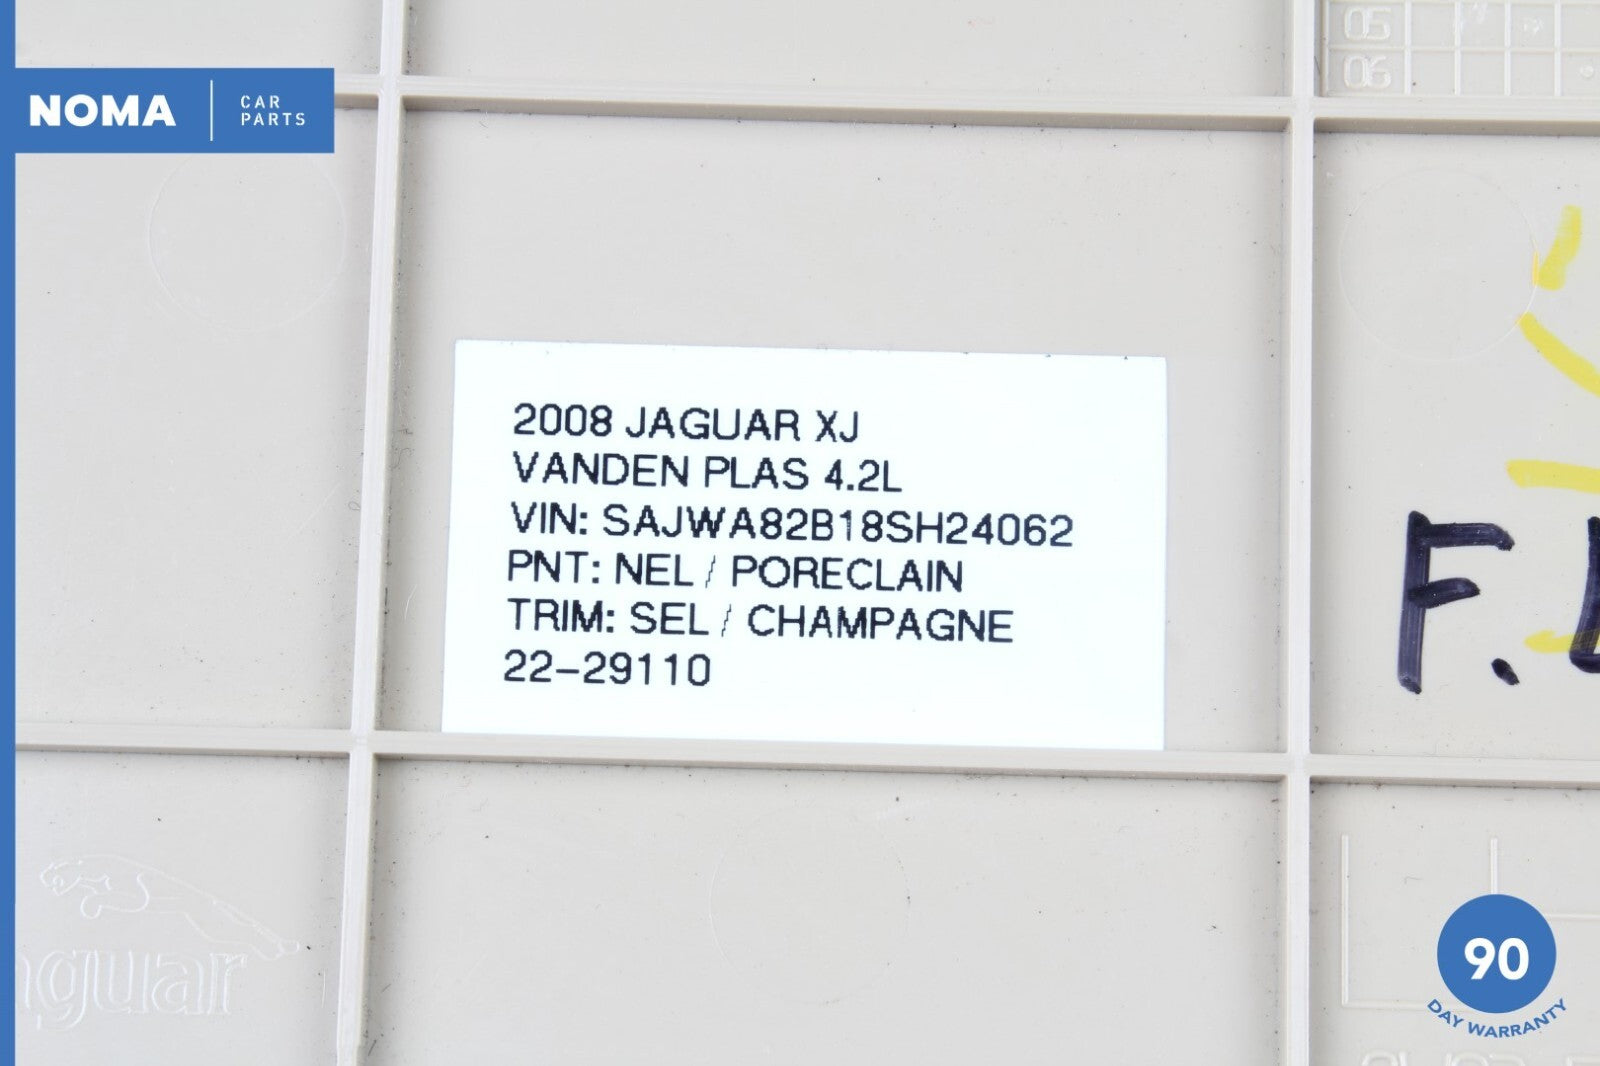 NOMA
CAR
PARTS
05
06
2008 JAGUAR XJ
VANDEN PLAS 4.2L
VIN: SAJWA82B18SH24062
PNT: NEL / PORECLAIN
TRIM: SEL / CHAMPAGNE
22-29110
F.
90
DAY WARRANTY